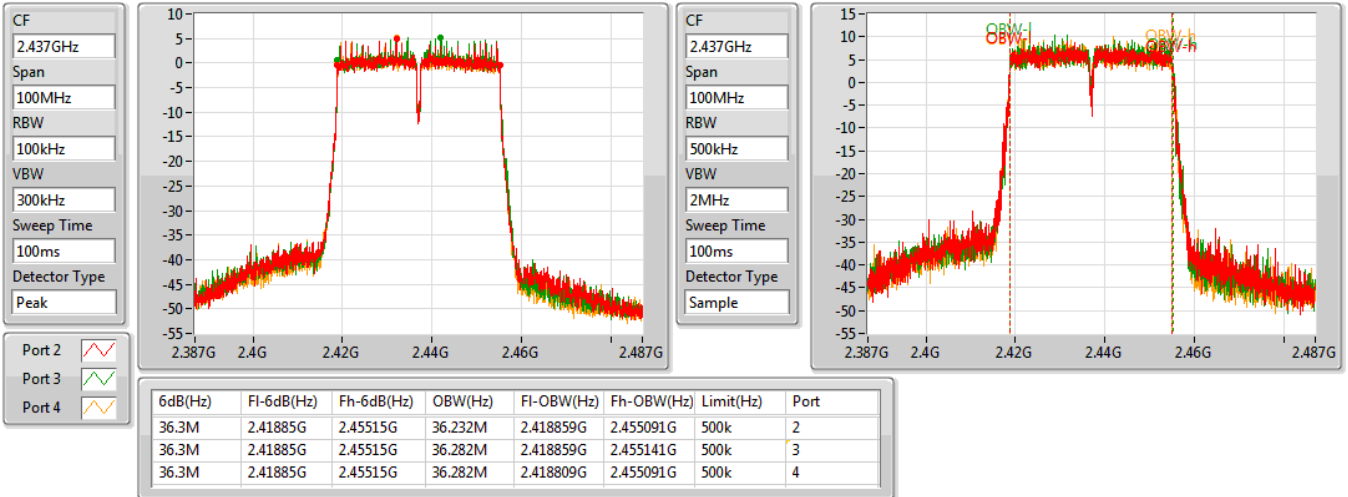 CF
2.437GHz
Span
100MHz
RBW
100kHz
VBW
300kHz
Sweep Time
100ms
Detector Type
Peak
10
5
0
-5
-10
-15
-20
-25
-30
-35
-40
-45
-50
-55
2.387G 2.4G 2.42G 2.44G 2.46G 2.487G
CF
2.437GHz
Span
100MHz
RBW
500kHz
VBW
2MHz
Sweep Time
100ms
Detector Type
Sample
15
10
5
0
-5
-10
-15
-20
-25
-30
-35
-40
-45
-50
-55
OBW-l
OBW-l
OBW-h
OBW-h
2.387G 2.4G 2.42G 2.44G 2.46G 2.487G
Port 2
Port 3
Port 4
6dB(Hz) Fl-6dB(Hz) Fh-6dB(Hz) OBW(Hz) Fl-OBW(Hz) Fh-OBW(Hz) Limit(Hz) Port
36.3M 2.41885G 2.45515G 36.232M 2.418859G 2.455091G 500k 2
36.3M 2.41885G 2.45515G 36.282M 2.418859G 2.455141G 500k 3
36.3M 2.41885G 2.45515G 36.282M 2.418809G 2.455091G 500k 4